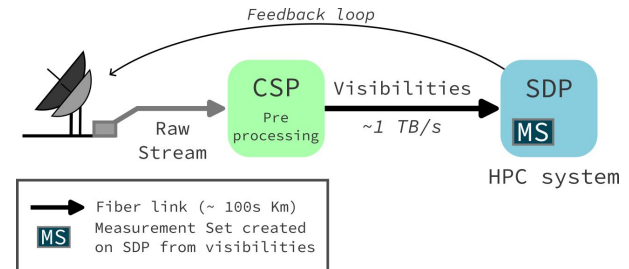 Feedback loop
CSP
Pre
processing
Raw
Stream
Visibilities
~1 TB/s
SDP
MS
HPC system
Fiber link (~ 100s Km)
MS
Measurement Set created
on SDP from visibilities